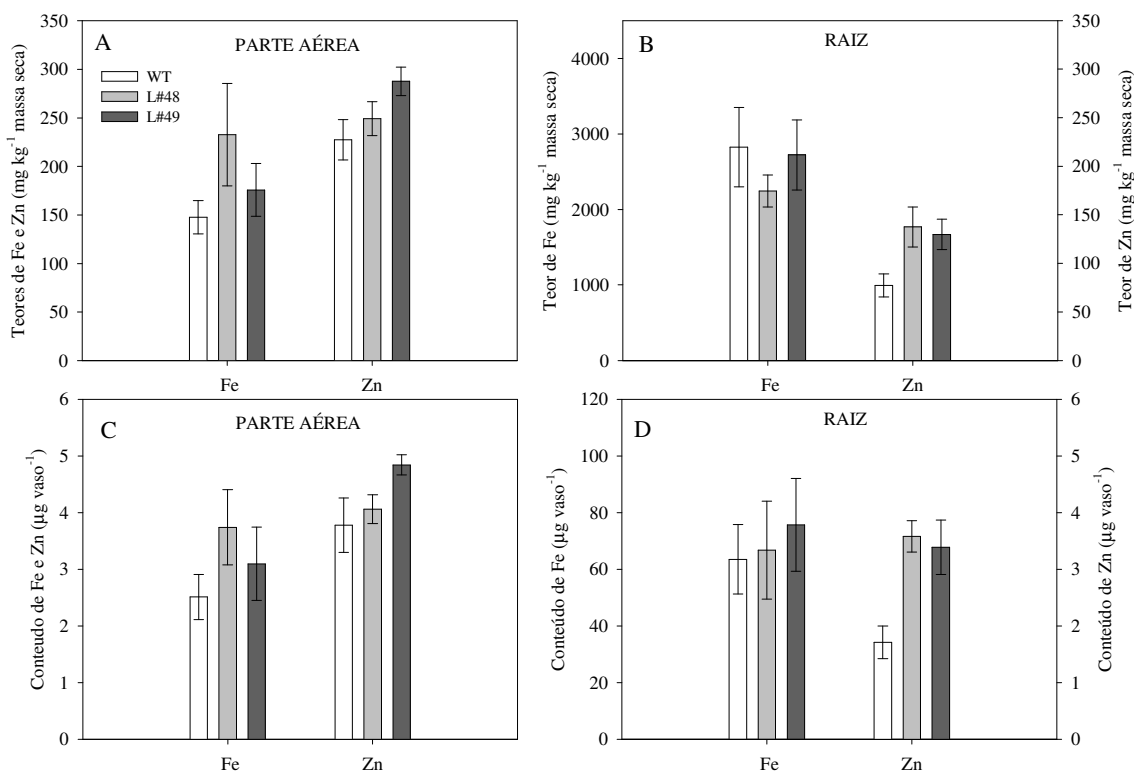 A
PARTE AÉREA
WT
L#48
L#49
Teores de Fe e Zn (mg kg⁻¹ massa seca)
350
300
250
200
150
100
50
0
Fe Zn
B
RAIZ
Teor de Fe (mg kg⁻¹ massa seca)
4000
3000
2000
1000
0
Fe Zn
350
300
250
200
150
100
50
0
Teor de Zn (mg kg⁻¹ massa seca)
C
PARTE AÉREA
Conteudo de Fe e Zn (µg vaso⁻¹)
6
5
4
3
2
1
0
Fe Zn
D
RAIZ
Conteúdo de Fe (µg vaso⁻¹)
120
100
80
60
40
20
0
Fe Zn
6
5
4
3
2
1
0
Conteúdo de Zn (µg vaso⁻¹)